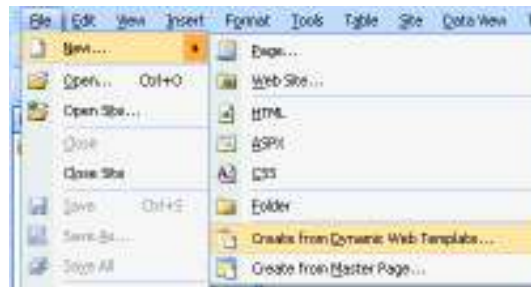 File Edit View Insert Format Tools Table Site Data View
New...
Open... Ctrl+O
Open Site...
Close
Close Site
Save Ctrl+S
Save As...
Save All
Page...
Web Site...
HTML
ASPX
CSS
Folder
Create from Dynamic Web Template...
Create from Master Page...